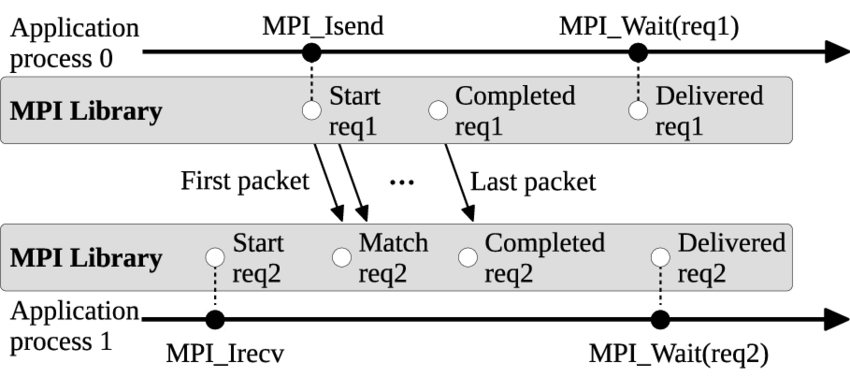 Application
process 0
MPI_Isend
MPI_Wait(req1)
MPI Library
Start
req1
Completed
req1
Delivered
req1
First packet
...
Last packet
MPI Library
Start
req2
Match
req2
Completed
req2
Delivered
req2
Application
process 1
MPI_Irecv
MPI_Wait(req2)